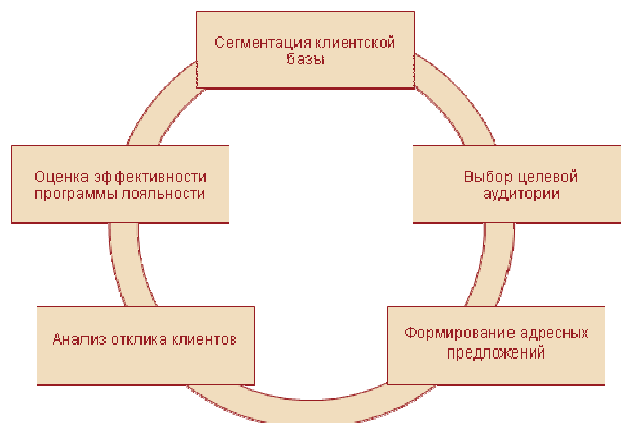 Сегментация клиентской
базы
Выбор целевой
аудитории
Формирование адресных
предложений
Анализ отклика клиентов
Оценка эффективности
программы лояльности